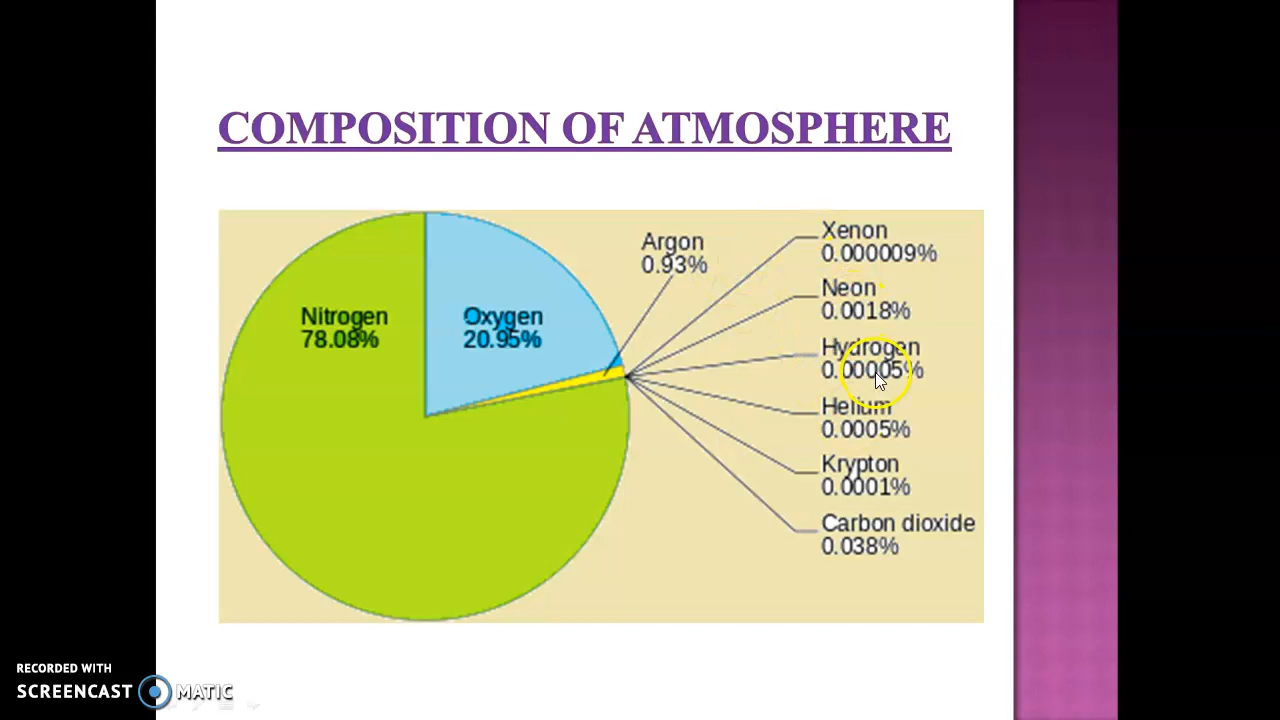 COMPOSITION OF ATMOSPHERE
Nitrogen
78.08%
Oxygen
20.95%
Argon
0.93%
Xenon
0.000009%
Neon
0.0018%
Hydrogen
0.00005%
Helium
0.0005%
Krypton
0.0001%
Carbon dioxide
0.038%
RECORDED WITH
SCREENCAST MATIC